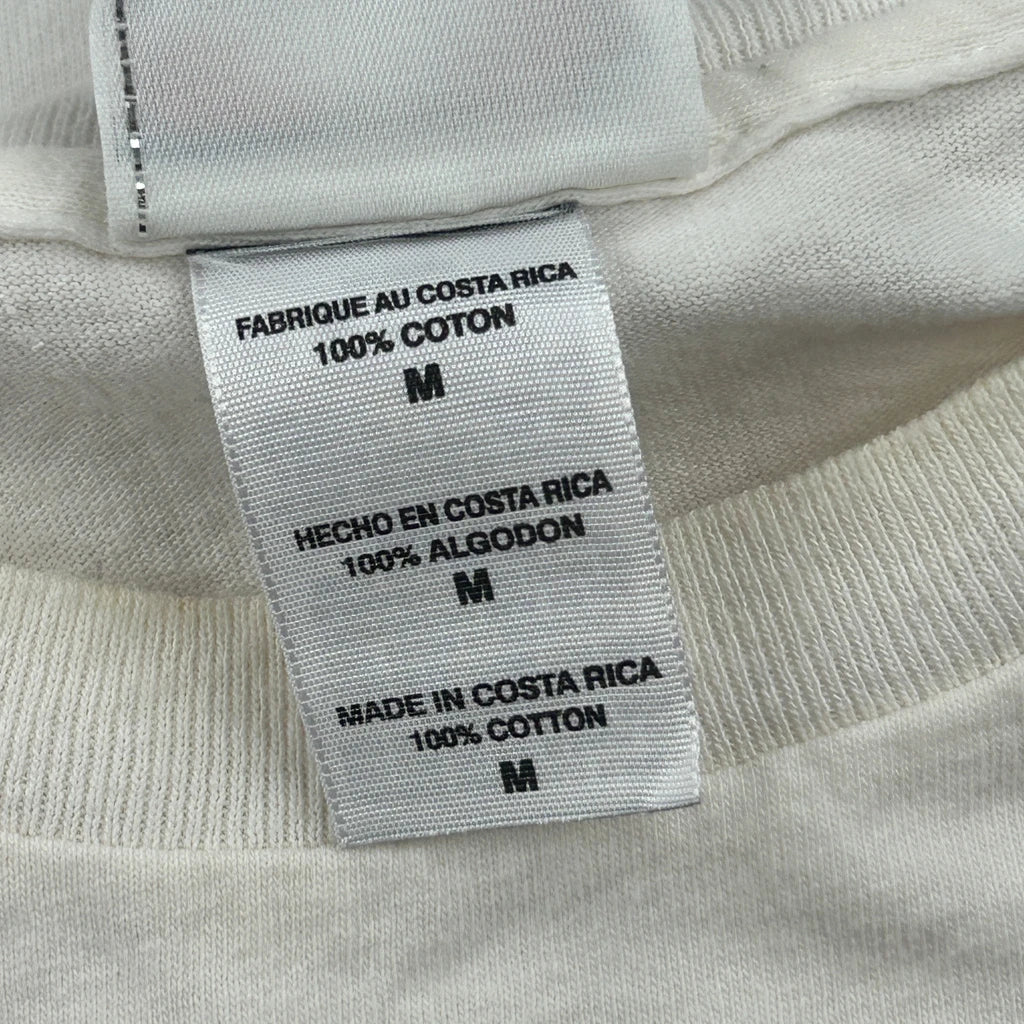 FABRIQUE AU COSTA RICA
100% COTON
M
HECHO EN COSTA RICA
100% ALGODON
M
MADE IN COSTA RICA
100% COTTON
M